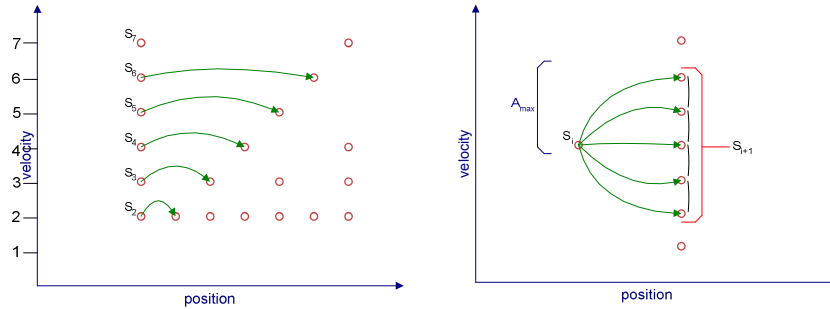 7
6
5
4
3
2
1
velocity
S7
S6
S5
S4
S3
S2
position
velocity
Amax
Si
Si+1
position